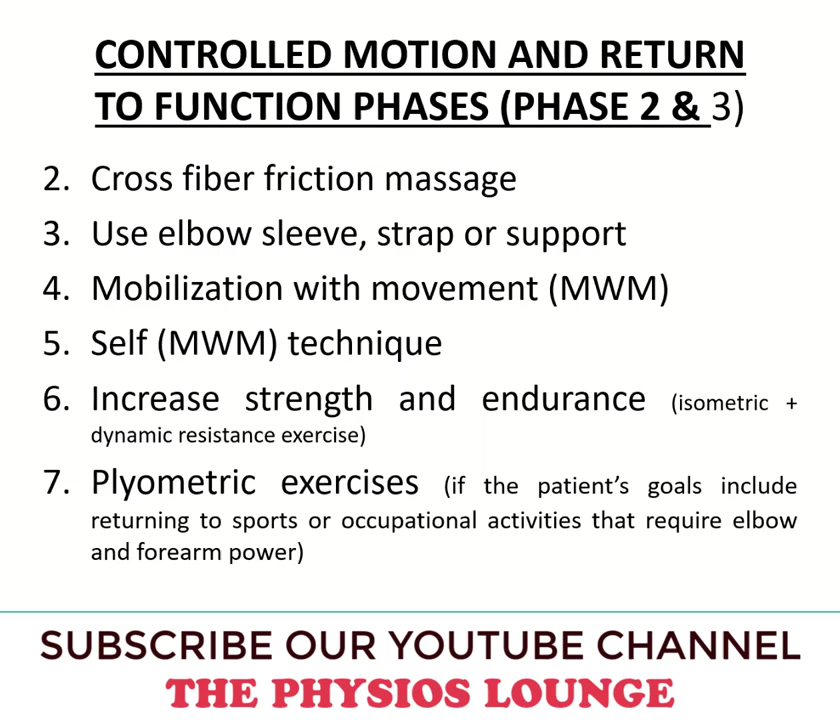 CONTROLLED MOTION AND RETURN
TO FUNCTION PHASES (PHASE 2 & 3)
2. Cross fiber friction massage
3. Use elbow sleeve, strap or support
4. Mobilization with movement (MWM)
5. Self (MWM) technique
6. Increase strength and endurance (isometric +
dynamic resistance exercise)
7. Plyometric exercises (if the patient's goals include
returning to sports or occupational activities that require elbow
and forearm power)
SUBSCRIBE OUR YOUTUBE CHANNEL
THE PHYSIOS LOUNGE